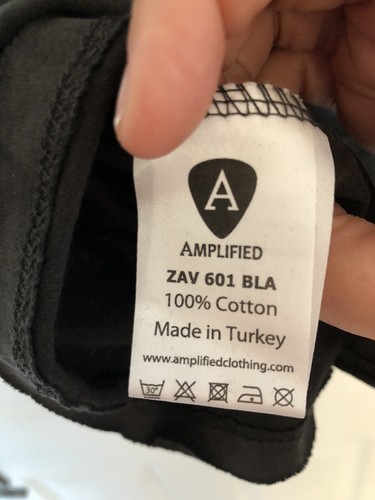 A
AMPLIFIED
ZAV 601 BLA
100% Cotton
Made in Turkey
www.amplifiedclothing.com
30°